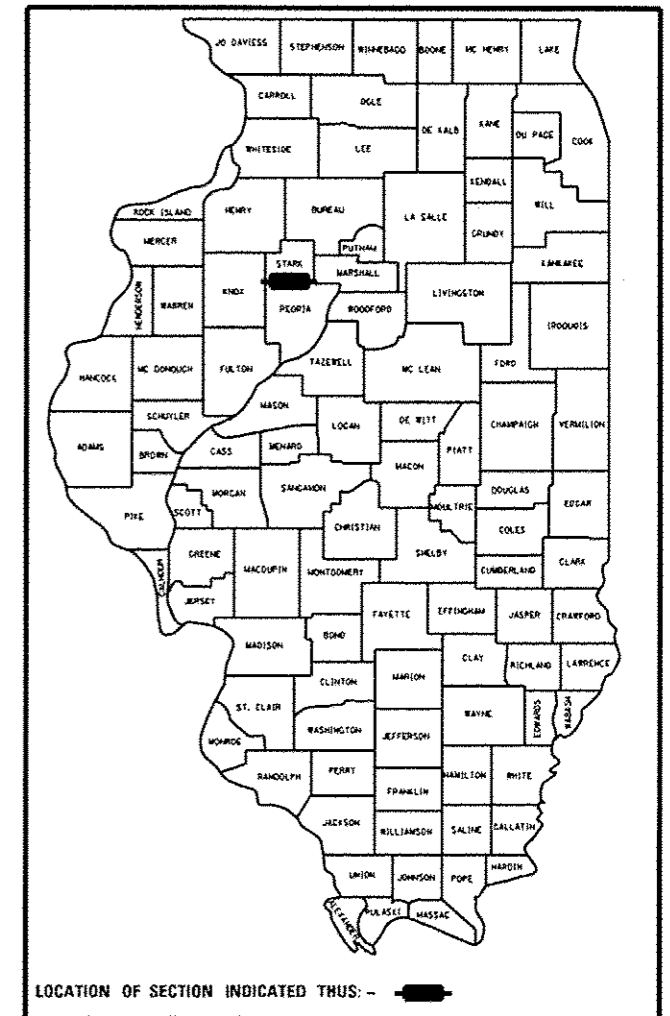 JO DAVIESS STEPHENSON WINNEBAGO BOONE MC HENRY LAKE
CARROLL OGLE DE KALB KANE DU PAGE COOK
WHITESIDE LEE KENDALL WILL
ROCK ISLAND HENRY BUREAU LA SALLE GRUNDY
MERCER PUTNAM KANKAKEE
STARK MARSHALL
HENDERSON WARREN KNOX PEORIA WOODFORD LIVINGSTON IROQUOIS
HANCOCK MC DONOUGH FULTON TAZEWELL MC LEAN FORD
SCHUYLER MASON LOGAN DE WITT CHAMPAIGN VERMILION
ADAMS BROWN CASS MENARD MACON PIATT
PIKE SCOTT MORGAN SANGAMON CHRISTIAN MOULTRIE DOUGLAS EDGAR
COLES
GREENE MACOUPIN MONTGOMERY SHELBY CUMBERLAND CLARK
CALHOUN JERSEY FAYETTE EFFINGHAM JASPER CRAWFORD
MADISON BOND CLAY RICHLAND LAWRENCE
CLINTON MARION
ST. CLAIR WASHINGTON JEFFERSON WAYNE EDWARDS WABASH
MONROE
RANDOLPH PERRY FRANKLIN HAMILTON WHITE
JACKSON WILLIAMSON SALINE GALLATIN
UNION JOHNSON POPE HARDIN
ALEXANDER PULASKI MASSAC
LOCATION OF SECTION INDICATED THUS: -